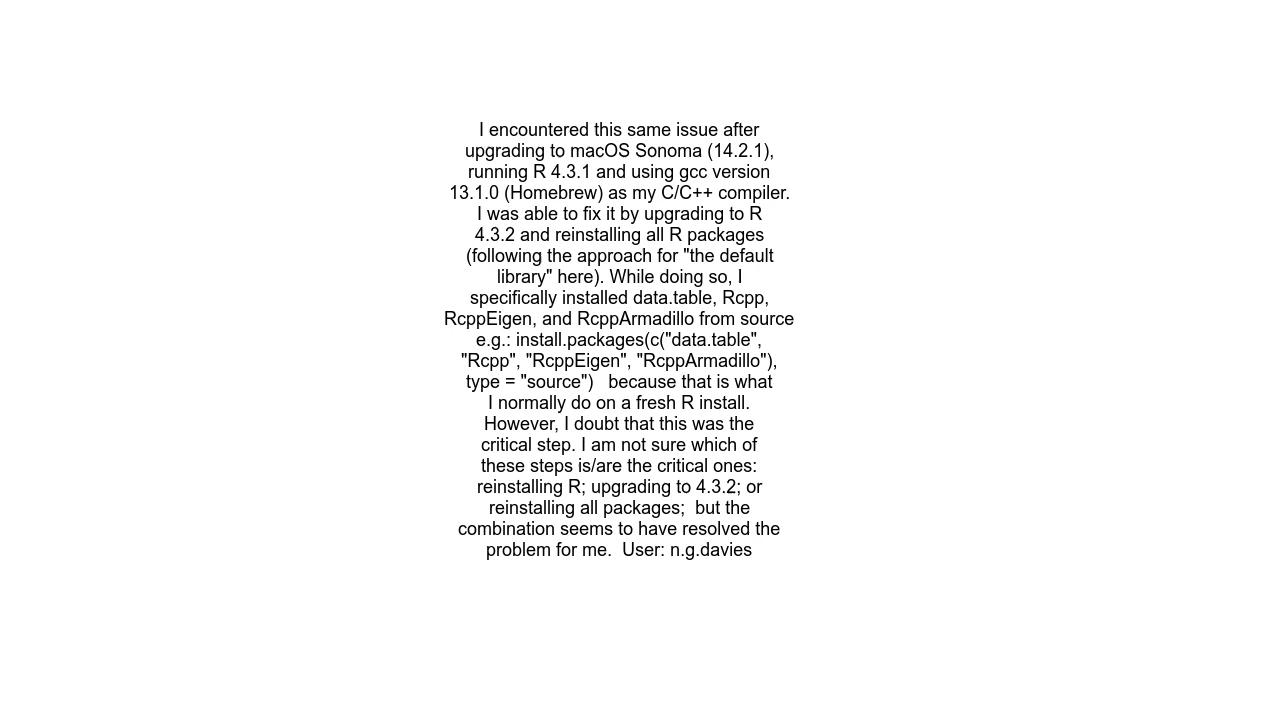 I encountered this same issue after
upgrading to macOS Sonoma (14.2.1),
running R 4.3.1 and using gcc version
13.1.0 (Homebrew) as my C/C++ compiler.
I was able to fix it by upgrading to R
4.3.2 and reinstalling all R packages
(following the approach for "the default
library" here). While doing so, I
specifically installed data.table, Rcpp,
RcppEigen, and RcppArmadillo from source
e.g.: install.packages(c("data.table",
"Rcpp", "RcppEigen", "RcppArmadillo"),
type = "source")   because that is what
I normally do on a fresh R install.
However, I doubt that this was the
critical step. I am not sure which of
these steps is/are the critical ones:
reinstalling R; upgrading to 4.3.2; or
reinstalling all packages;  but the
combination seems to have resolved the
problem for me.  User: n.g.davies